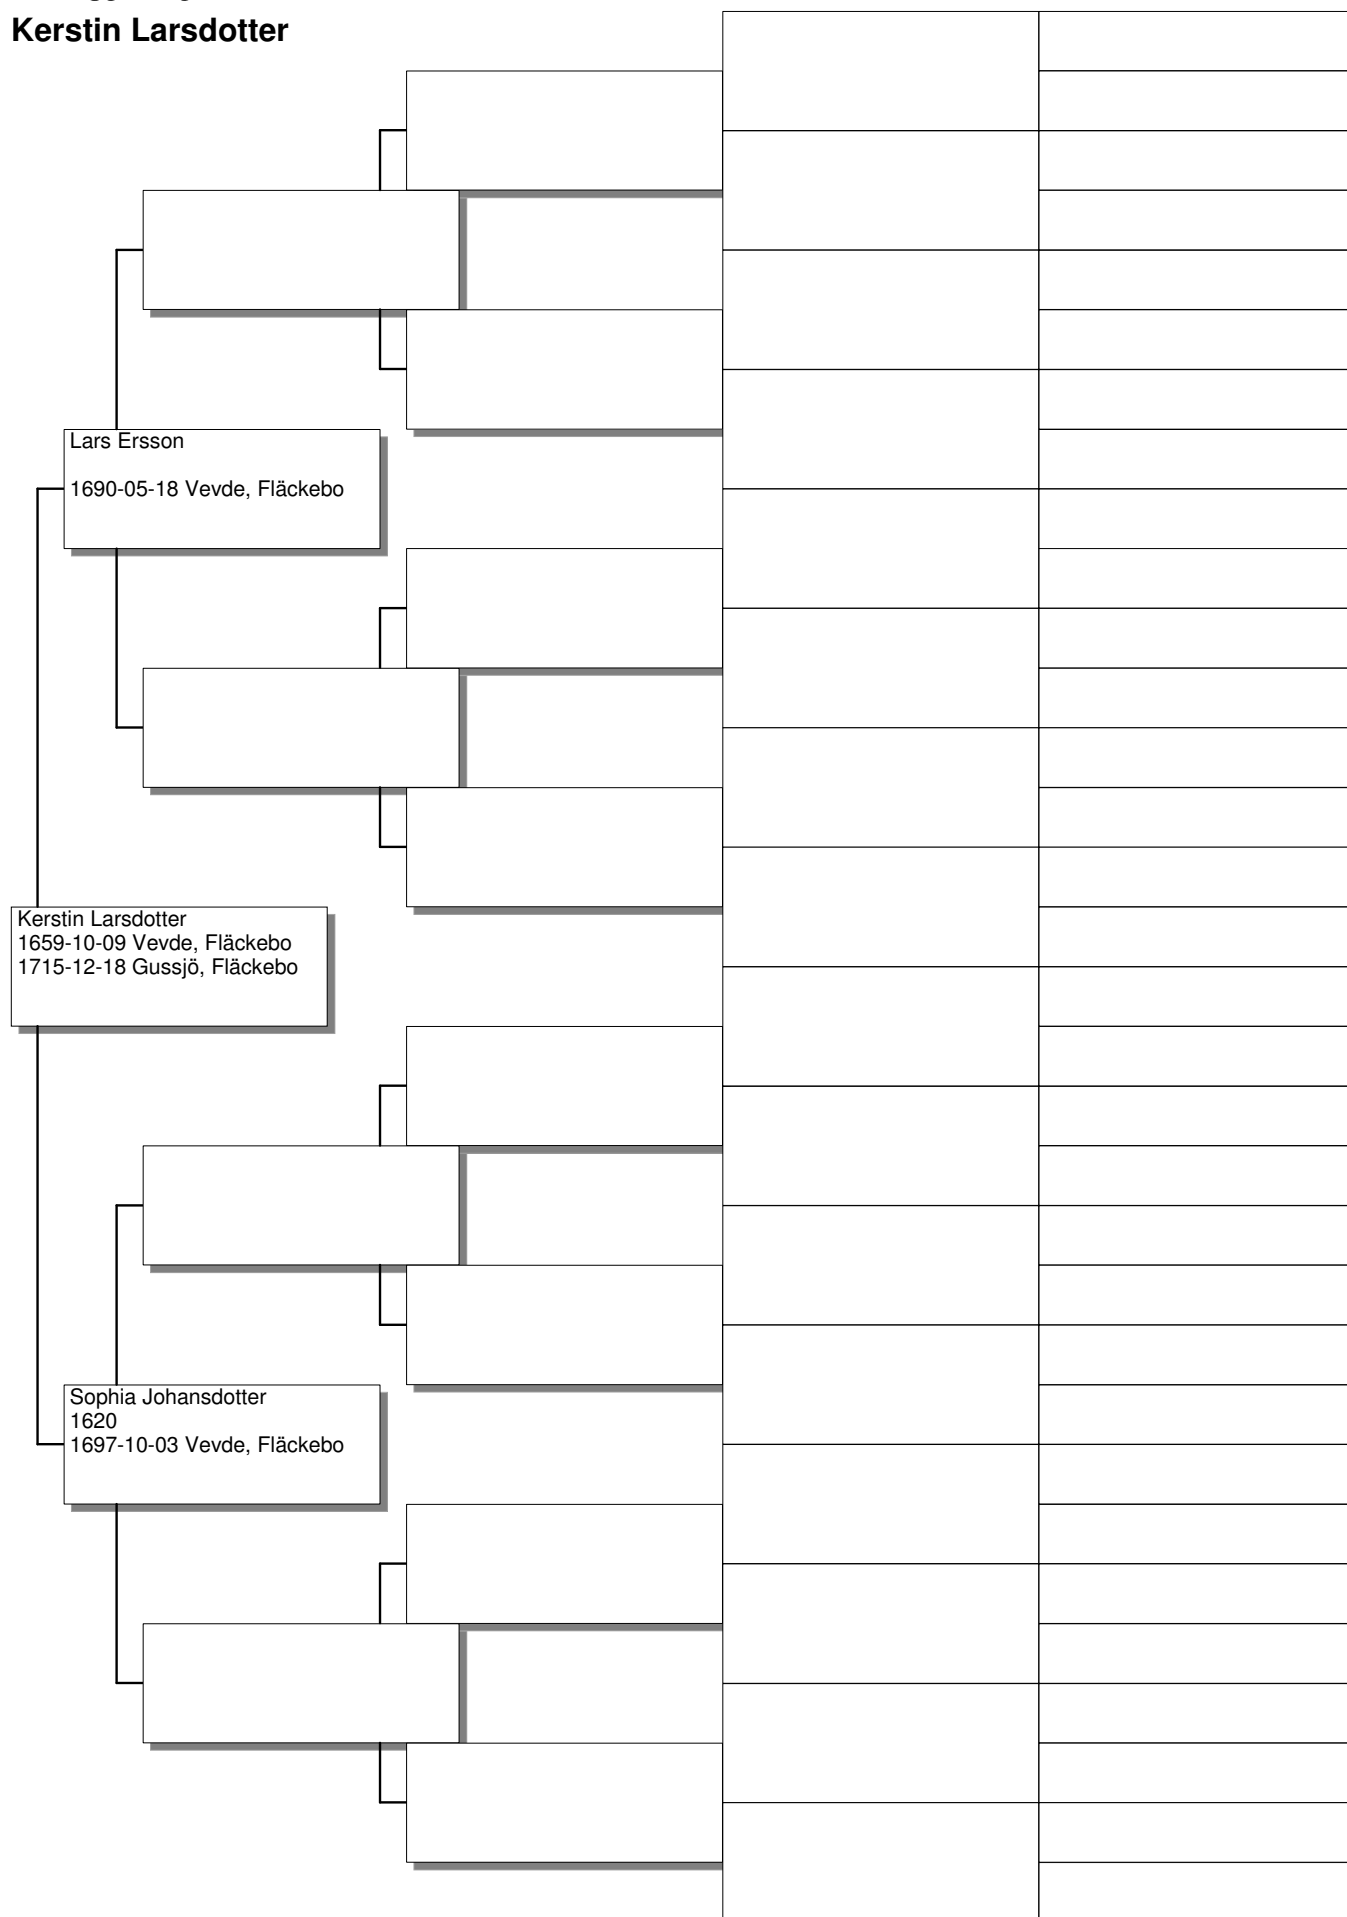 Kerstin Larsdotter
Lars Ersson
1690-05-18 Vevde, Fläckebo
Kerstin Larsdotter
1659-10-09 Vevde, Fläckebo
1715-12-18 Gussjö, Fläckebo
Sophia Johansdotter
1620
1697-10-03 Vevde, Fläckebo